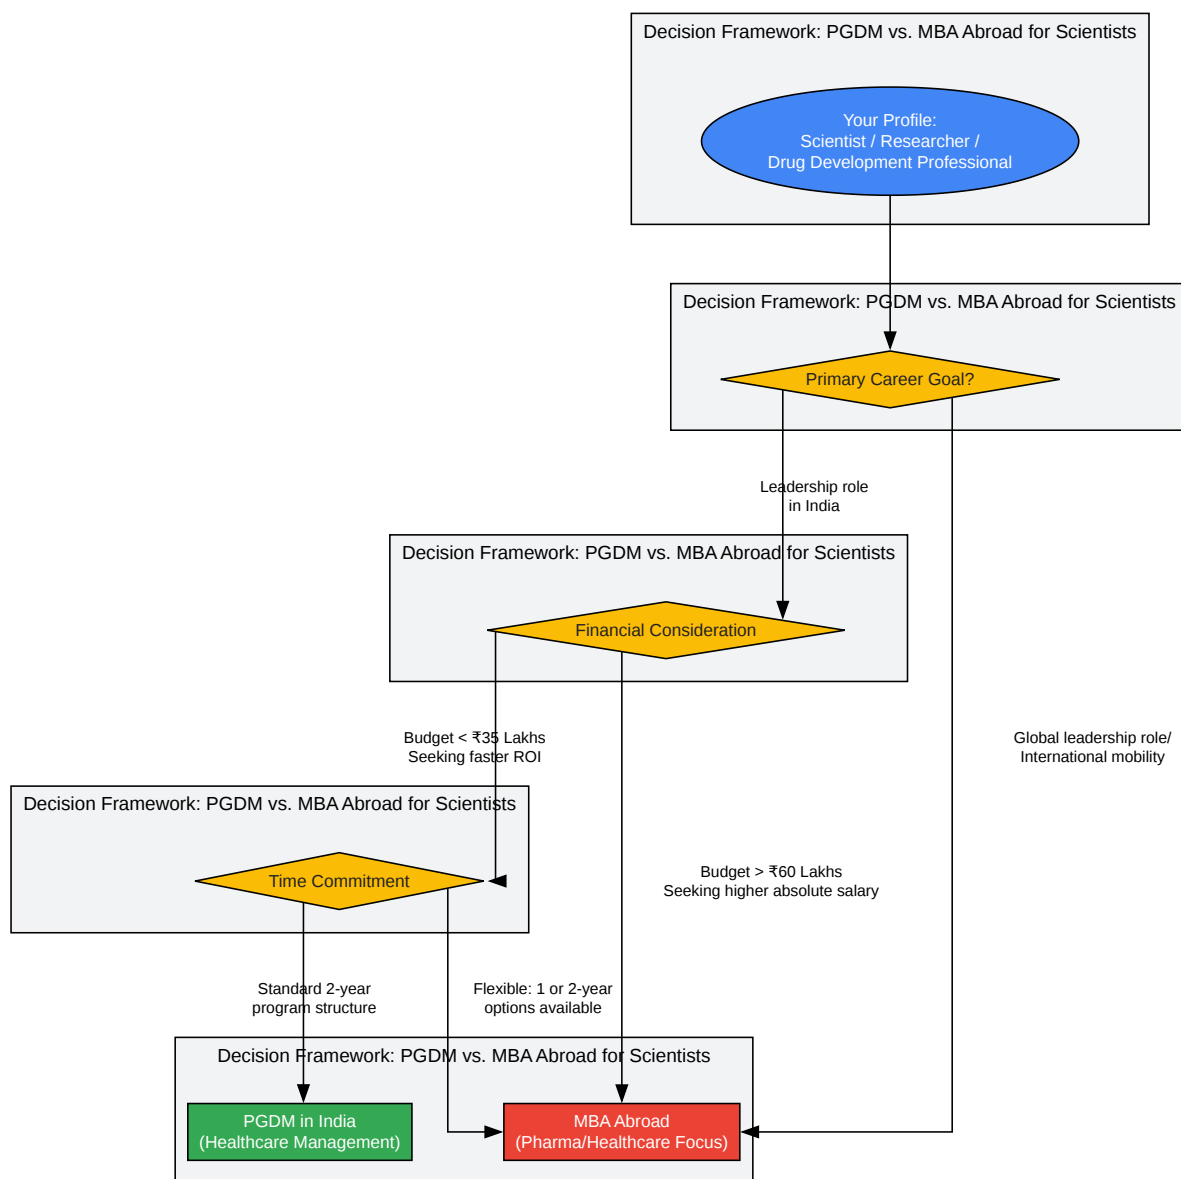 Decision Framework: PGDM vs. MBA Abroad for Scientists
Your Profile:
Scientist / Researcher /
Drug Development Professional
Decision Framework: PGDM vs. MBA Abroad for Scientists
Primary Career Goal?
Leadership role
in India
Decision Framework: PGDM vs. MBA Abroad for Scientists
Financial Consideration
Budget < ₹35 Lakhs
Seeking faster ROI
Global leadership role/
International mobility
Decision Framework: PGDM vs. MBA Abroad for Scientists
Time Commitment
Budget > ₹60 Lakhs
Seeking higher absolute salary
Standard 2-year
program structure
Flexible: 1 or 2-year
options available
Decision Framework: PGDM vs. MBA Abroad for Scientists
PGDM in India
(Healthcare Management)
MBA Abroad
(Pharma/Healthcare Focus)